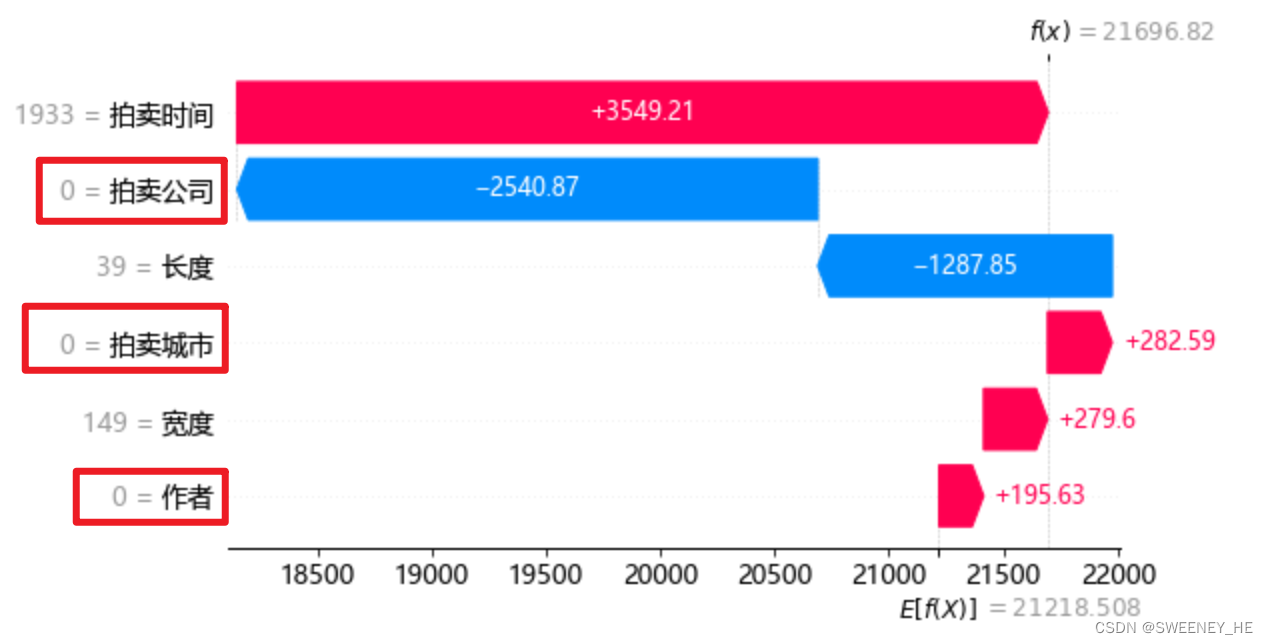 f(x) = 21696.82
1933 = 拍卖时间
+3549.21
0 = 拍卖公司
−2540.87
39 = 长度
−1287.85
0 = 拍卖城市
+282.59
149 = 宽度
+279.6
0 = 作者
+195.63
18500 19000 19500 20000 20500 21000 21500 22000
E[f(X)] = 21218.508
CSDN @SWEENEY_HE